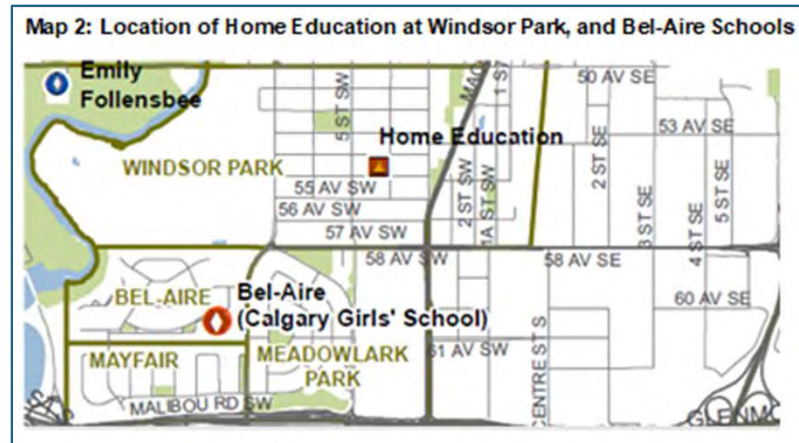 Map 2: Location of Home Education at Windsor Park, and Bel-Aire Schools
Emily
Follensbee
5 ST SW
1 S
50 AV SE
Home Education
53 AV SE
WINDSOR PARK
55 AV SW
56 AV SW
57 AV SW
2 ST SW
1A ST SW
2 ST SE
3 ST SE
4 ST SE
5 ST SE
58 AV SW
58 AV SE
BEL-AIRE
Bel-Aire
(Calgary Girls' School)
60 AV SE
MAYFAIR
MEADOWLARK
PARK
61 AV SW
CENTRE ST S
MALIBOU RD SW
GLENM